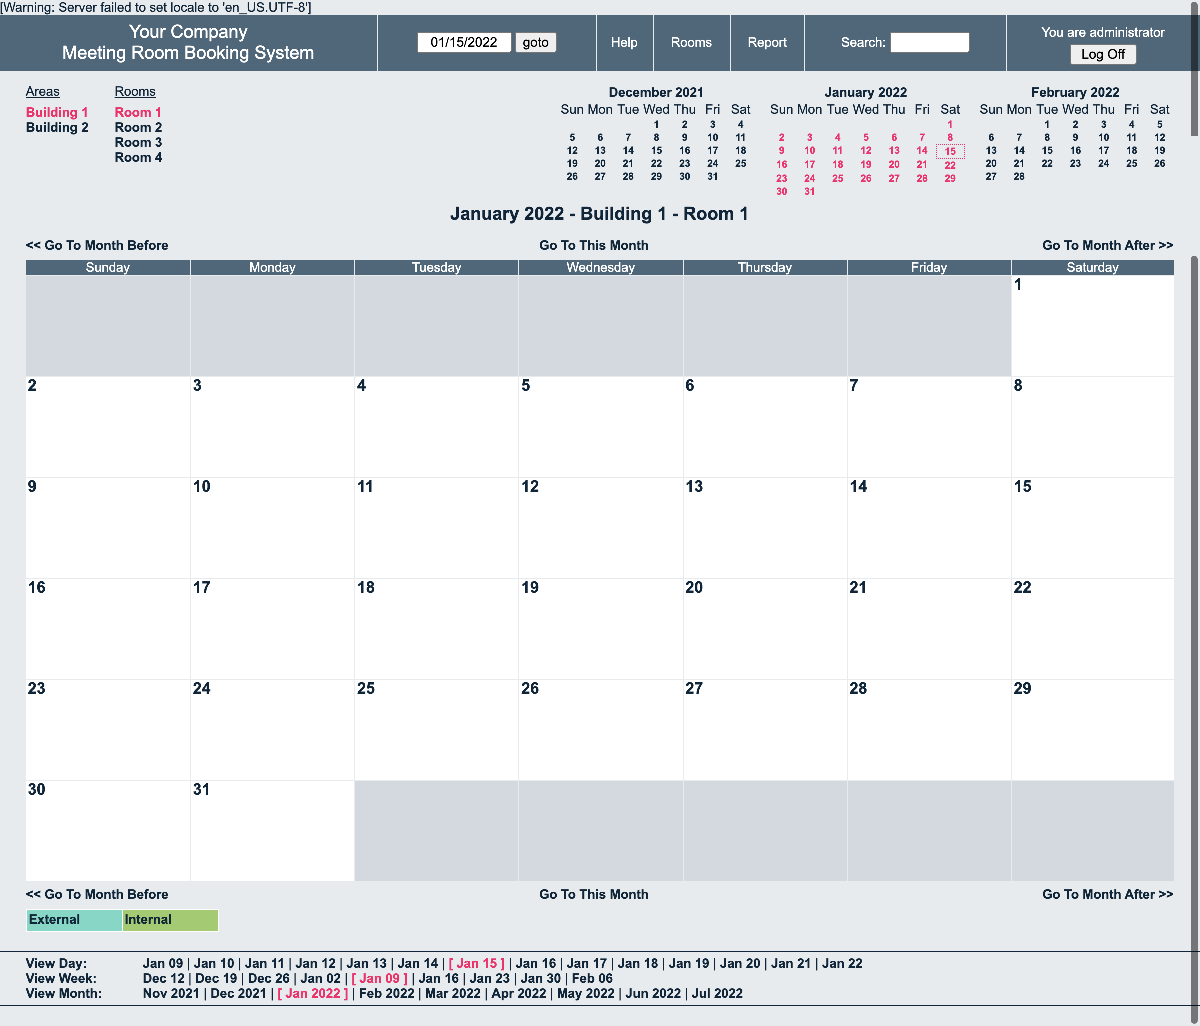 [Warning: Server failed to set locale to 'en_US.UTF-8']
Your Company
Meeting Room Booking System
01/15/2022 goto
Help
Rooms
Report
Search:
You are administrator
Log Off
Areas
Building 1
Building 2
Rooms
Room 1
Room 2
Room 3
Room 4
December 2021
Sun Mon Tue Wed Thu Fri Sat
1 2 3 4
5 6 7 8 9 10 11
12 13 14 15 16 17 18
19 20 21 22 23 24 25
26 27 28 29 30 31
January 2022
Sun Mon Tue Wed Thu Fri Sat
1
2 3 4 5 6 7 8
9 10 11 12 13 14 15
16 17 18 19 20 21 22
23 24 25 26 27 28 29
30 31
February 2022
Sun Mon Tue Wed Thu Fri Sat
1 2 3 4 5
6 7 8 9 10 11 12
13 14 15 16 17 18 19
20 21 22 23 24 25 26
27 28
January 2022 - Building 1 - Room 1
<< Go To Month Before Go To This Month Go To Month After >>
Sunday Monday Tuesday Wednesday Thursday Friday Saturday
1
2 3 4 5 6 7 8
9 10 11 12 13 14 15
16 17 18 19 20 21 22
23 24 25 26 27 28 29
30 31
<< Go To Month Before Go To This Month Go To Month After >>
External Internal
View Day: Jan 09 | Jan 10 | Jan 11 | Jan 12 | Jan 13 | Jan 14 | [ Jan 15 ] | Jan 16 | Jan 17 | Jan 18 | Jan 19 | Jan 20 | Jan 21 | Jan 22
View Week: Dec 12 | Dec 19 | Dec 26 | Jan 02 | [ Jan 09 ] | Jan 16 | Jan 23 | Jan 30 | Feb 06
View Month: Nov 2021 | Dec 2021 | [ Jan 2022 ] | Feb 2022 | Mar 2022 | Apr 2022 | May 2022 | Jun 2022 | Jul 2022